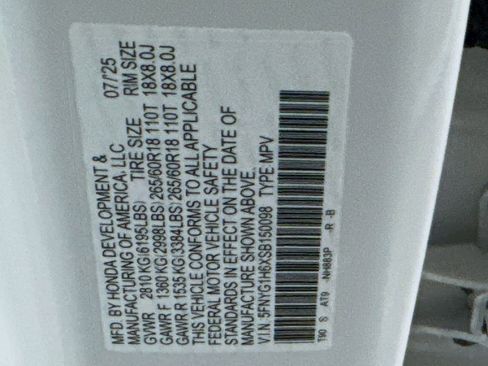 MFD. BY HONDA DEVELOPMENT & 07/'25
MANUFACTURING OF AMERICA, LLC
GVWR 2810 KG(6195LBS) TIRE SIZE RIM SIZE
GAWR F 1360 KG(2998LBS) 265/60R18 110T 18X8.0J
GAWR R 1535 KG(3384LBS) 265/60R18 110T 18X8.0J
THIS VEHICLE CONFORMS TO ALL APPLICABLE
FEDERAL MOTOR VEHICLE SAFETY
STANDARDS IN EFFECT ON THE DATE OF
MANUFACTURE SHOWN ABOVE.
V.I.N. 5FNYG1H6XSB150098 TYPE MPV
T90 S AT9 NH883P -R -B